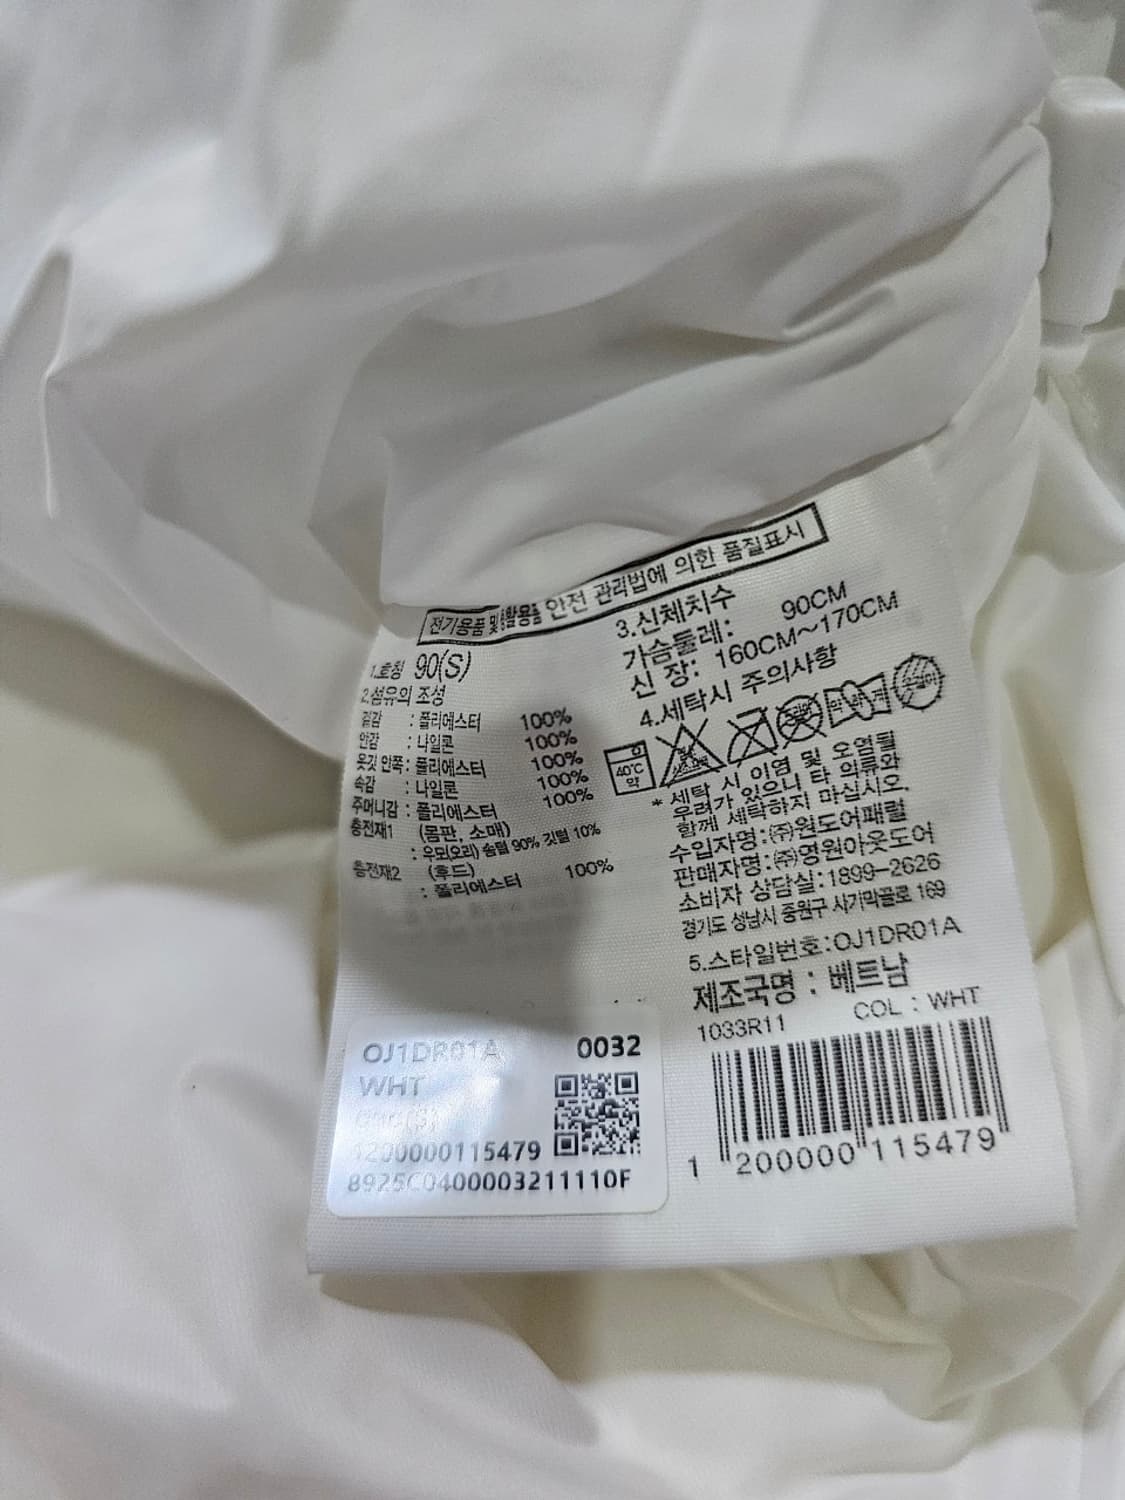 전기용품 및 생활용품 안전 관리법에 의한 품질표시
1.호칭 90(S)
2.섬유의 조성
겉감 : 폴리에스터 100%
안감 : 나일론 100%
옷깃 안쪽 : 폴리에스터 100%
속감 : 나일론 100%
주머니감 : 폴리에스터 100%
충전재1 (몸판, 소매)
: 우모(오리) 솜털 90% 깃털 10%
충전재2 (후드)
: 폴리에스터 100%
3.신체치수
가슴둘레: 90CM
신 장: 160CM~170CM
4.세탁시 주의사항
40℃
약
* 세탁 시 이염 및 오염될
우려가 있으니 타 의류와
함께 세탁하지 마십시오.
수입자명:㈜원도어패럴
판매자명:㈜영원아웃도어
소비자 상담실:1899-2626
경기도 성남시 중원구 사기막골로 169
5.스타일번호:OJ1DR01A
제조국명 : 베트남
1033R11 COL : WHT
1 200000 115479
OJ1DR01A 0032
WHT
1200000115479
8925C0400003211110F